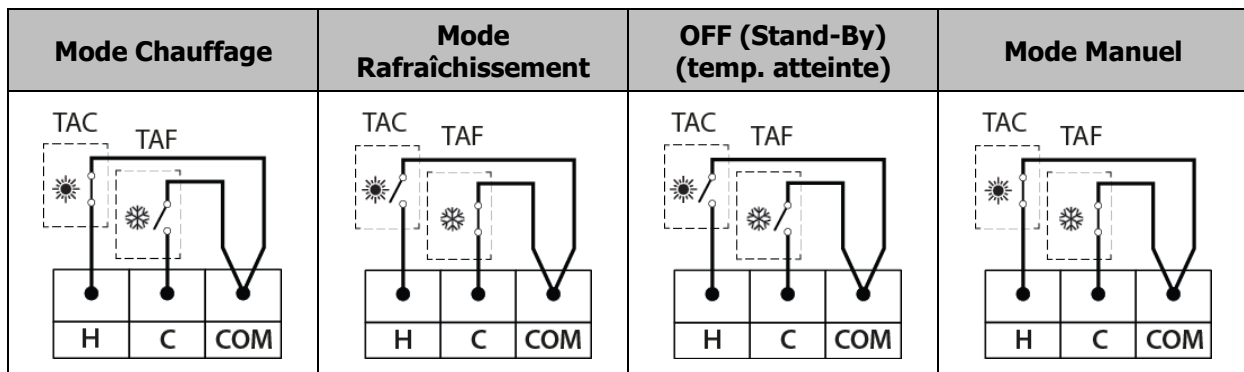 Mode Chauffage
Mode
Rafraîchissement
OFF (Stand-By)
(temp. atteinte)
Mode Manuel
TAC
TAF
H C COM
TAC
TAF
H C COM
TAC
TAF
H C COM
TAC
TAF
H C COM